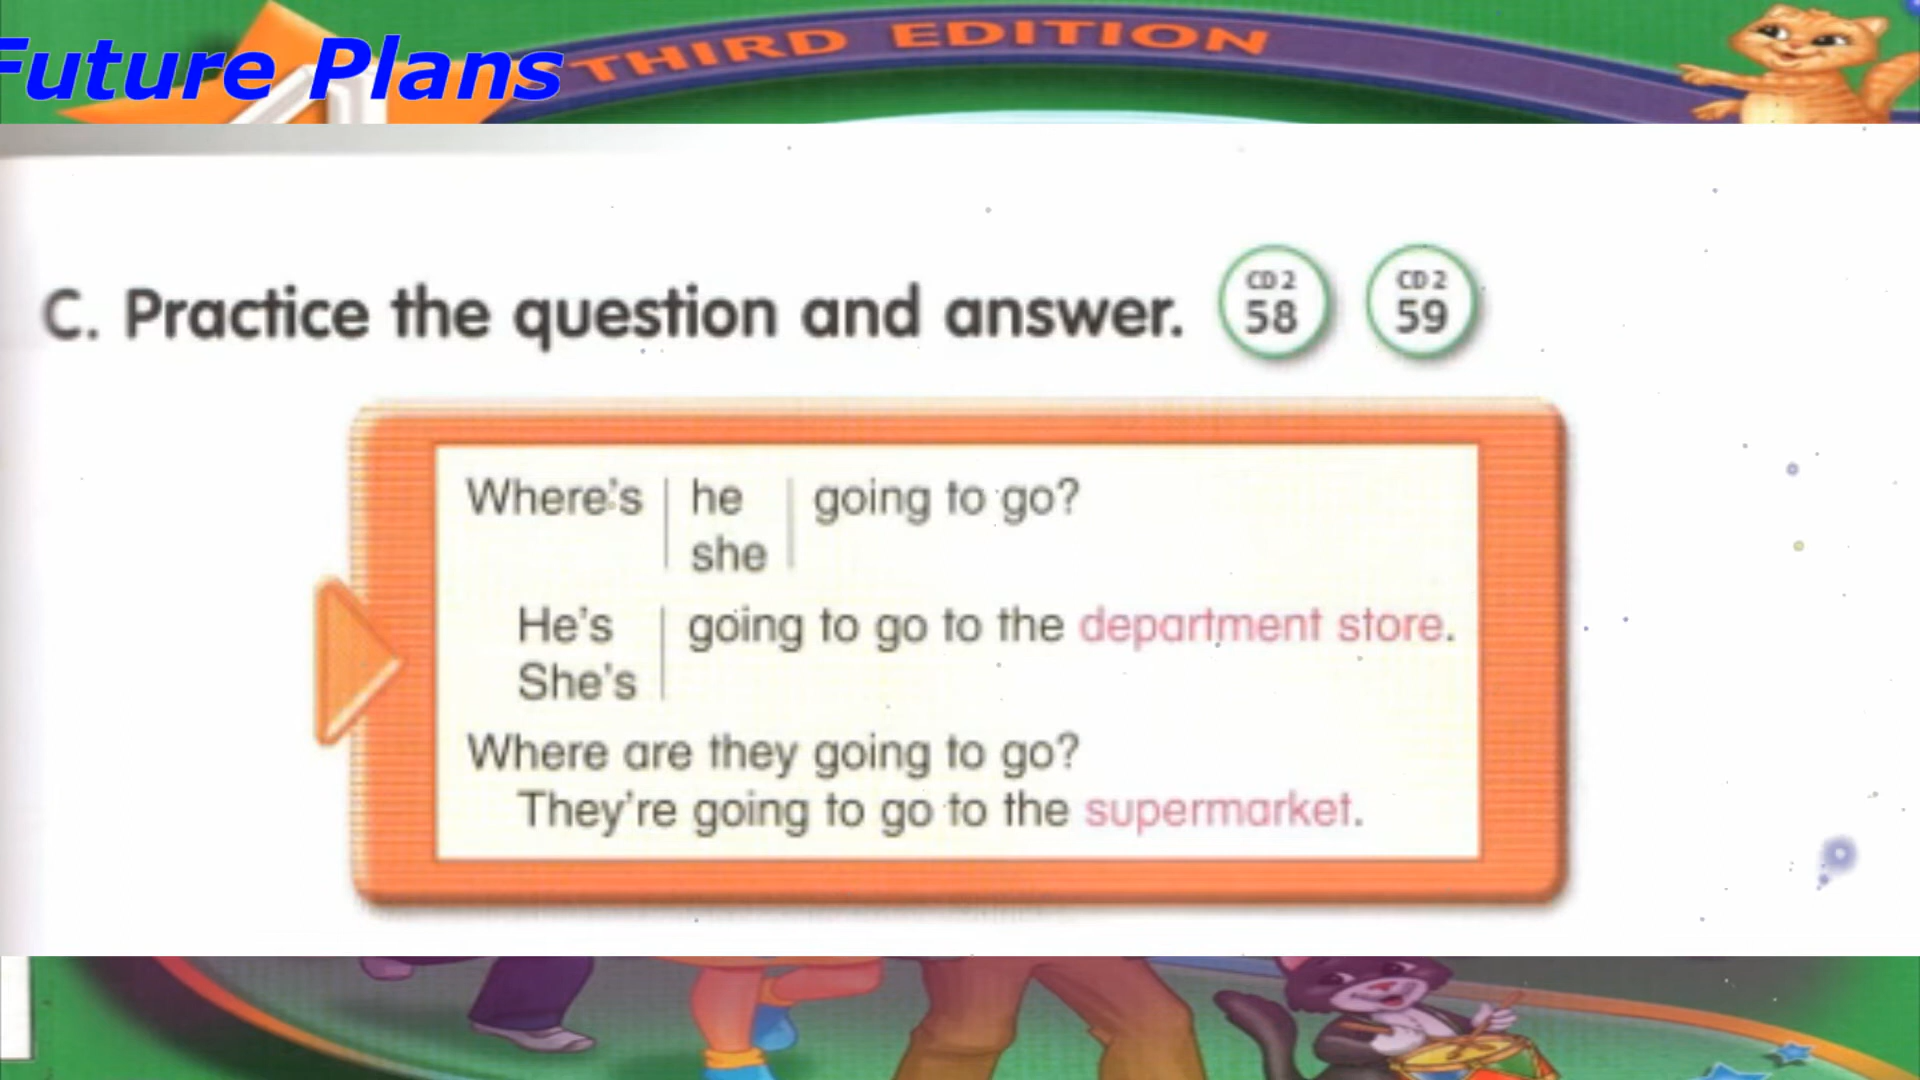 Future Plans
THIRD EDITION
C. Practice the question and answer.
CD 2
58
CD 2
59
Where's he going to go?
she
He's going to go to the department store.
She's
Where are they going to go?
They're going to go to the supermarket.